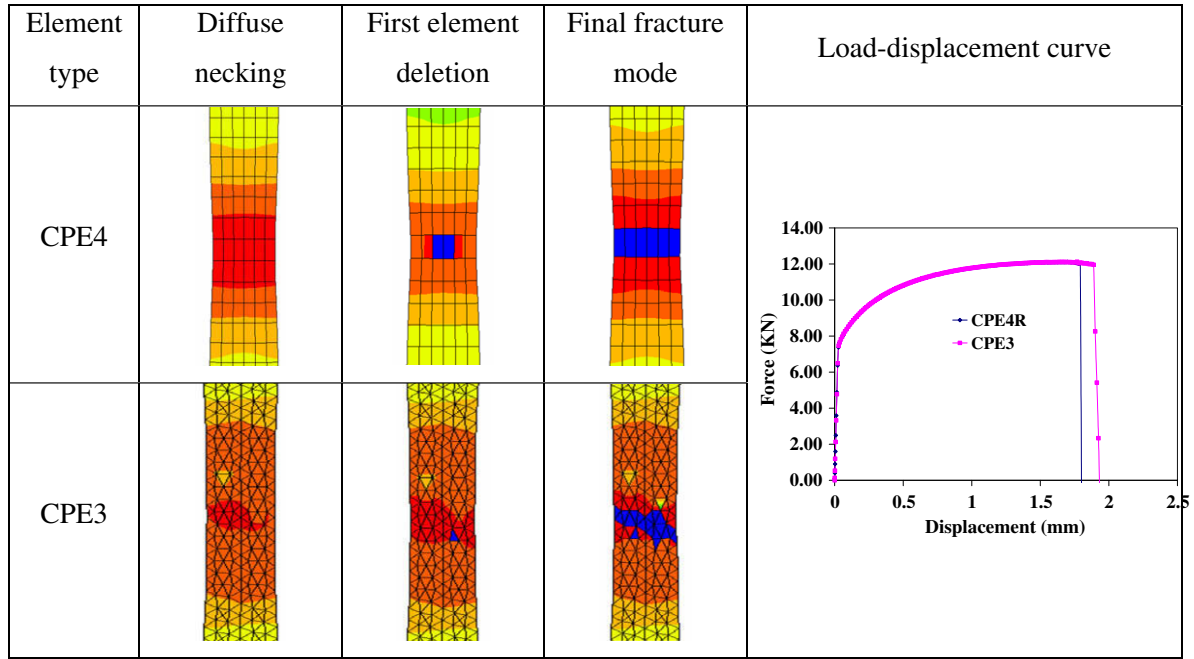 Element type
Diffuse necking
First element deletion
Final fracture mode
Load-displacement curve
CPE4
CPE3
14.00
12.00
10.00
8.00
6.00
4.00
2.00
0.00
Force (KN)
CPE4R
CPE3
0 0.5 1 1.5 2 2.5
Displacement (mm)